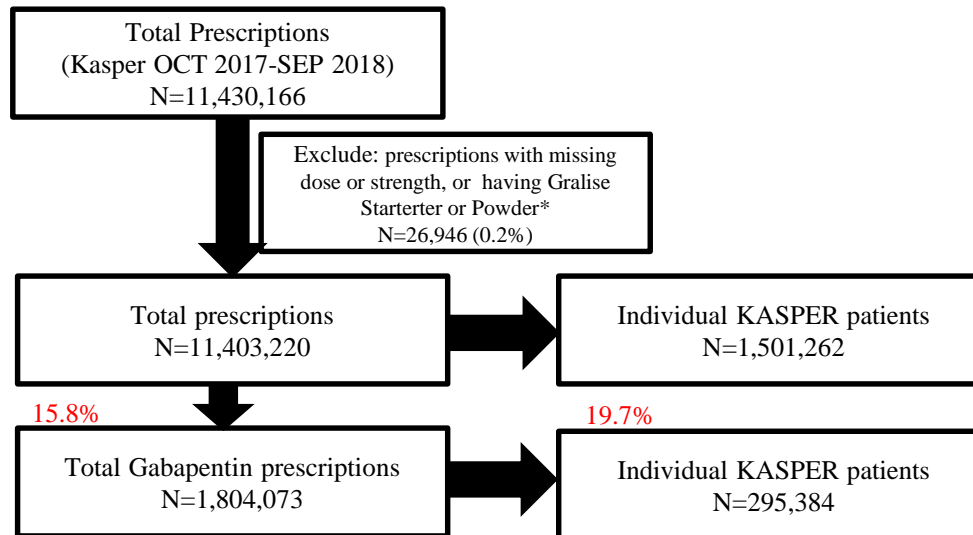 Total Prescriptions
(Kasper OCT 2017-SEP 2018)
N=11,430,166
Exclude: prescriptions with missing
dose or strength, or having Gralise
Starterter or Powder*
N=26,946 (0.2%)
Total prescriptions
N=11,403,220
Individual KASPER patients
N=1,501,262
15.8%
19.7%
Total Gabapentin prescriptions
N=1,804,073
Individual KASPER patients
N=295,384